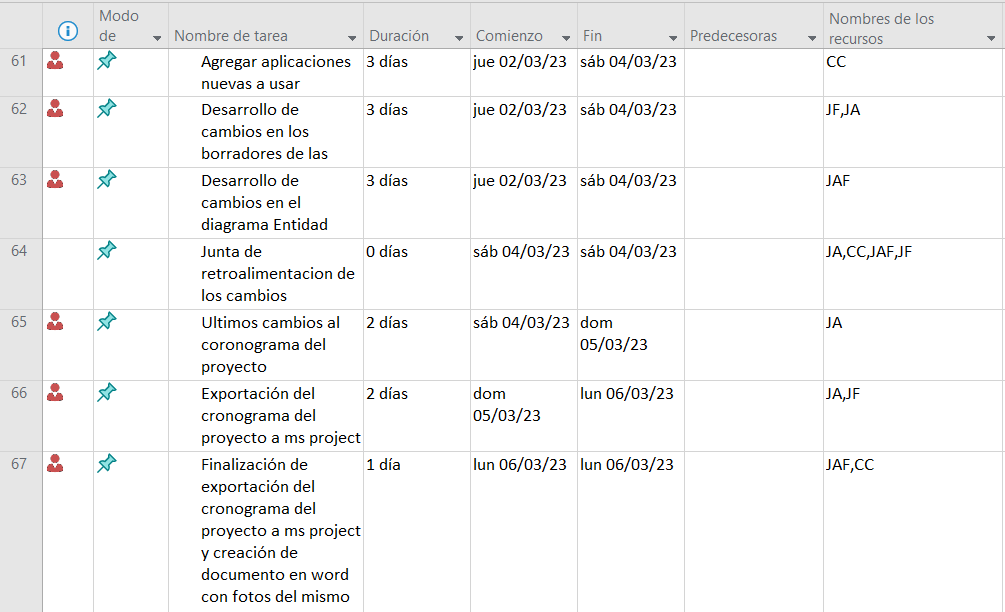 Modo de Nombre de tarea Duración Comienzo Fin Predecesoras Nombres de los recursos
61 Agregar aplicaciones nuevas a usar 3 días jue 02/03/23 sáb 04/03/23 CC
62 Desarrollo de cambios en los borradores de las 3 días jue 02/03/23 sáb 04/03/23 JF,JA
63 Desarrollo de cambios en el diagrama Entidad 3 días jue 02/03/23 sáb 04/03/23 JAF
64 Junta de retroalimentacion de los cambios 0 días sáb 04/03/23 sáb 04/03/23 JA,CC,JAF,JF
65 Ultimos cambios al coronograma del proyecto 2 días sáb 04/03/23 dom 05/03/23 JA
66 Exportación del cronograma del proyecto a ms project 2 días dom 05/03/23 lun 06/03/23 JA,JF
67 Finalización de exportación del cronograma del proyecto a ms project y creación de documento en word con fotos del mismo 1 día lun 06/03/23 lun 06/03/23 JAF,CC